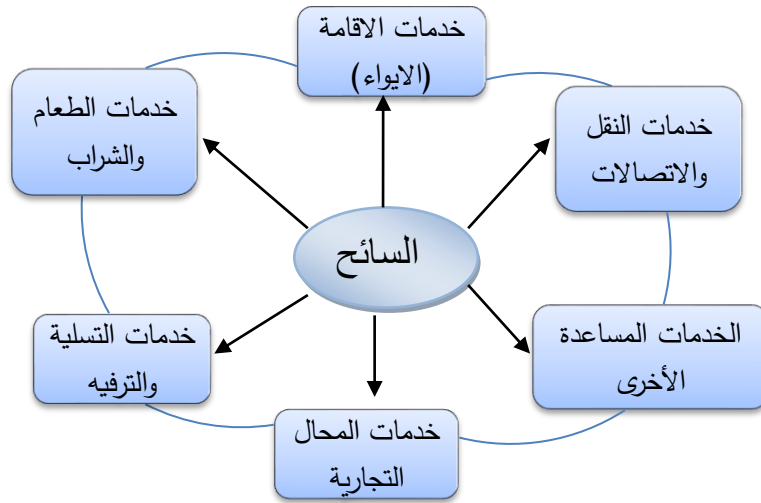 خدمات الاقامة
(الايواء)
خدمات النقل
والاتصالات
خدمات الطعام
والشراب
السائح
الخدمات المساعدة
الأخرى
خدمات التسلية
والترفيه
خدمات المحال
التجارية